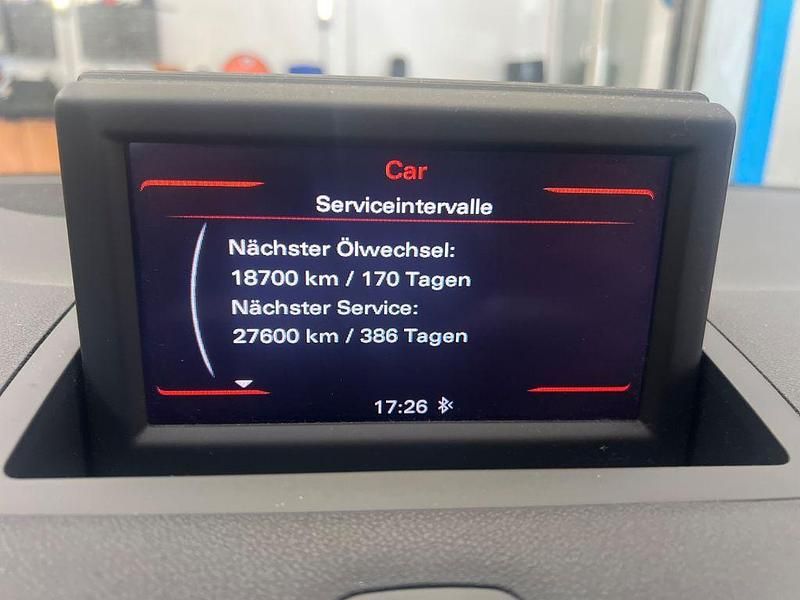 Car
Serviceintervalle
Nächster Ölwechsel:
18700 km / 170 Tagen
Nächster Service:
27600 km / 386 Tagen
17:26